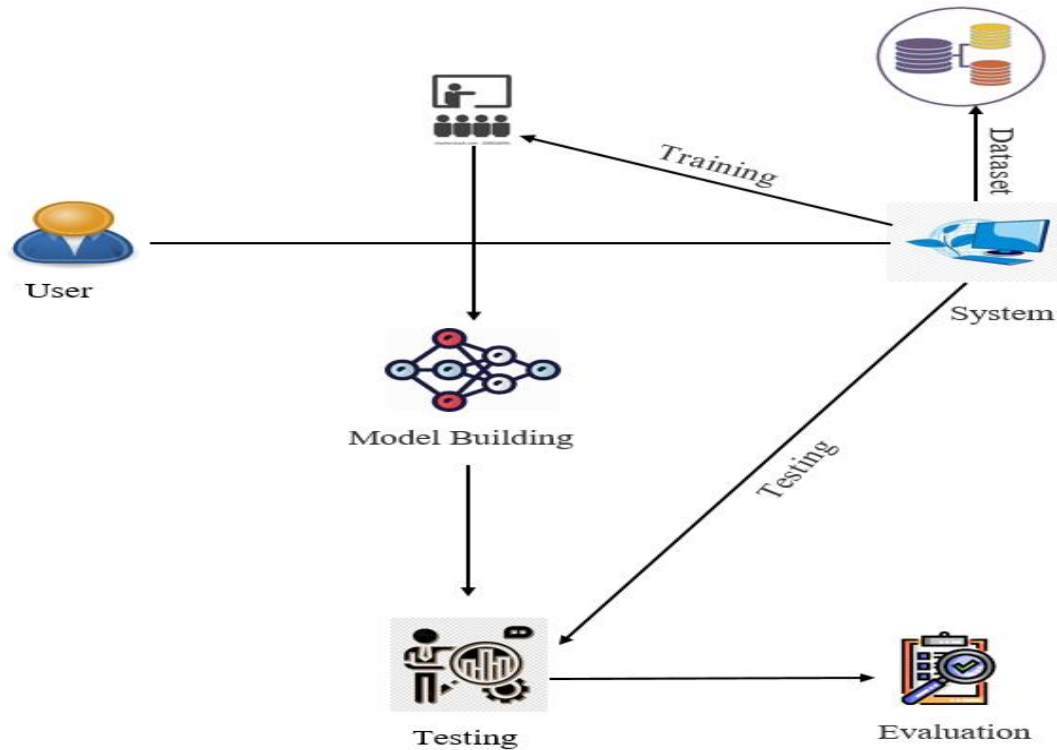 Dataset
Training
User
System
Model Building
Testing
Testing
Evaluation